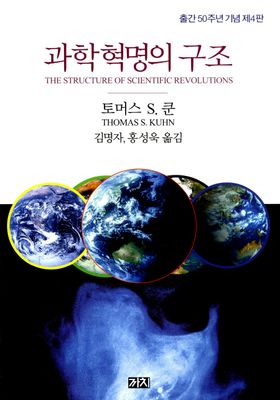 출간 50주년 기념 제4판
과학혁명의 구조
THE STRUCTURE OF SCIENTIFIC REVOLUTIONS
토머스 S. 쿤
THOMAS S. KUHN
김명자, 홍성욱 옮김
까치